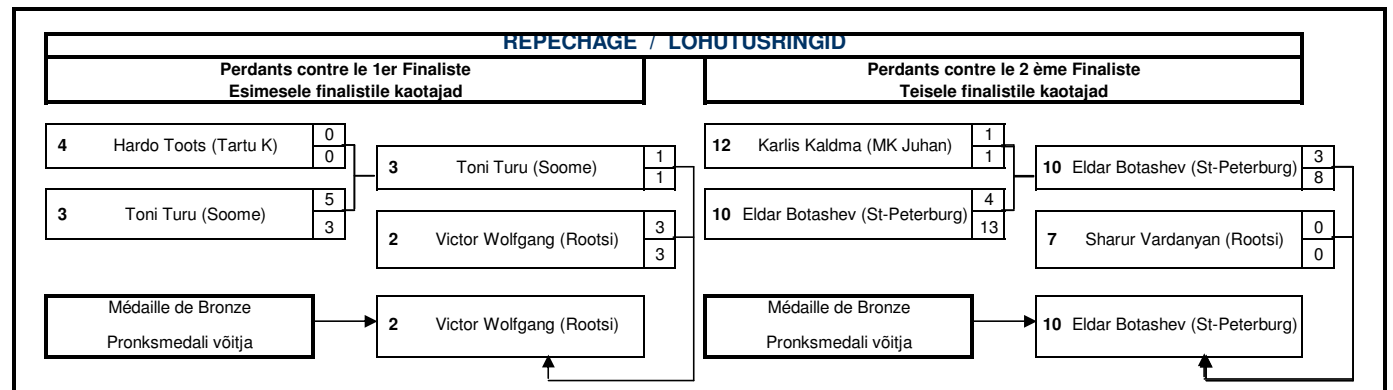 REPECHAGE / LOHUTUSRINGID
Perdants contre le 1er Finaliste
Esimesele finalistile kaotajad
Perdants contre le 2 ème Finaliste
Teisele finalistile kaotajad
4 Hardo Toots (Tartu K) 0
0
3 Toni Turu (Soome) 5
3
3 Toni Turu (Soome) 1
1
2 Victor Wolfgang (Rootsi) 3
3
12 Karlis Kaldma (MK Juhan) 1
1
10 Eldar Botashev (St-Peterburg) 4
13
10 Eldar Botashev (St-Peterburg) 3
8
7 Sharur Vardanyan (Rootsi) 0
0
Médaille de Bronze
Pronksmedali võitja
2 Victor Wolfgang (Rootsi)
Médaille de Bronze
Pronksmedali võitja
10 Eldar Botashev (St-Peterburg)